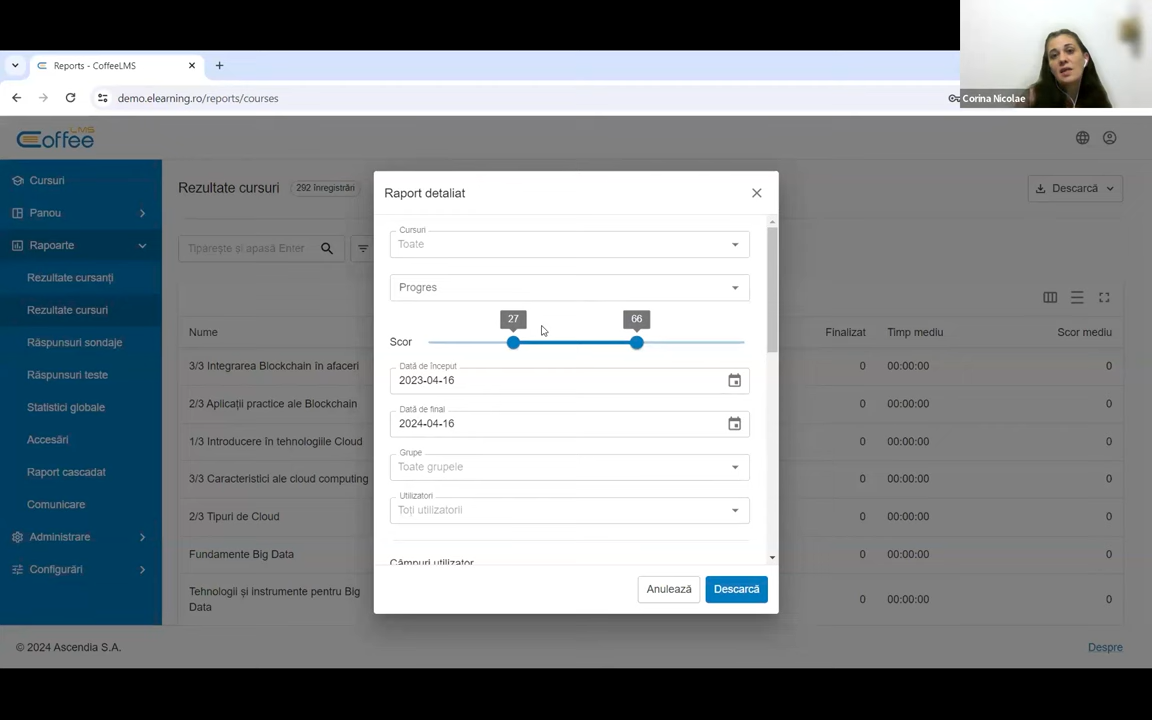 Reports - CoffeeLMS
demo.elearning.ro/reports/courses
Corina Nicolae
Coffee LMS
Cursuri
Panou
Rapoarte
Rezultate cursanți
Rezultate cursuri
Răspunsuri sondaje
Răspunsuri teste
Statistici globale
Accesări
Raport cascadat
Comunicare
Administrare
Configurări
Rezultate cursuri 292 înregistrări
Descarcă
Tipărește și apasă Enter
Nume Finalizat Timp mediu Scor mediu
3/3 Integrarea Blockchain în afaceri 0 00:00:00 0
2/3 Aplicații practice ale Blockchain 0 00:00:00 0
1/3 Introducere în tehnologiile Cloud 0 00:00:00 0
3/3 Caracteristici ale cloud computing 0 00:00:00 0
2/3 Tipuri de Cloud 0 00:00:00 0
Fundamente Big Data 0 00:00:00 0
Tehnologii și instrumente pentru Big
Data 0 00:00:00 0
Raport detaliat
Cursuri
Toate
Progres
27 66
Scor
Dată de început
2023-04-16
Dată de final
2024-04-16
Grupe
Toate grupele
Utilizatori
Toți utilizatorii
Câmpuri utilizator
Anulează Descarcă
© 2024 Ascendia S.A. Despre